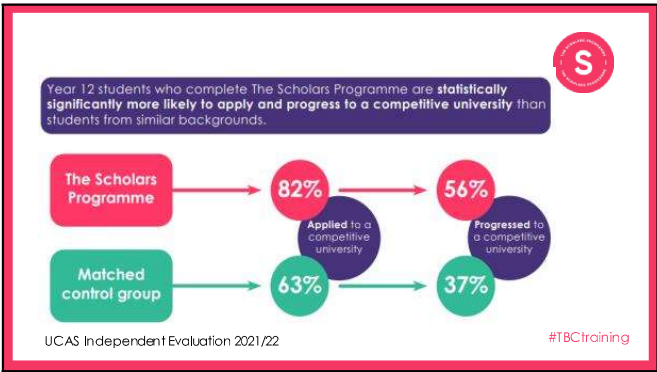 S
Year 12 students who complete The Scholars Programme are statistically
significantly more likely to apply and progress to a competitive university than
students from similar backgrounds.
The Scholars
Programme
82%
56%
Applied to a
competitive
university
Progressed to
a competitive
university
Matched
control group
63%
37%
UCAS Independent Evaluation 2021/22
#TBCtraining